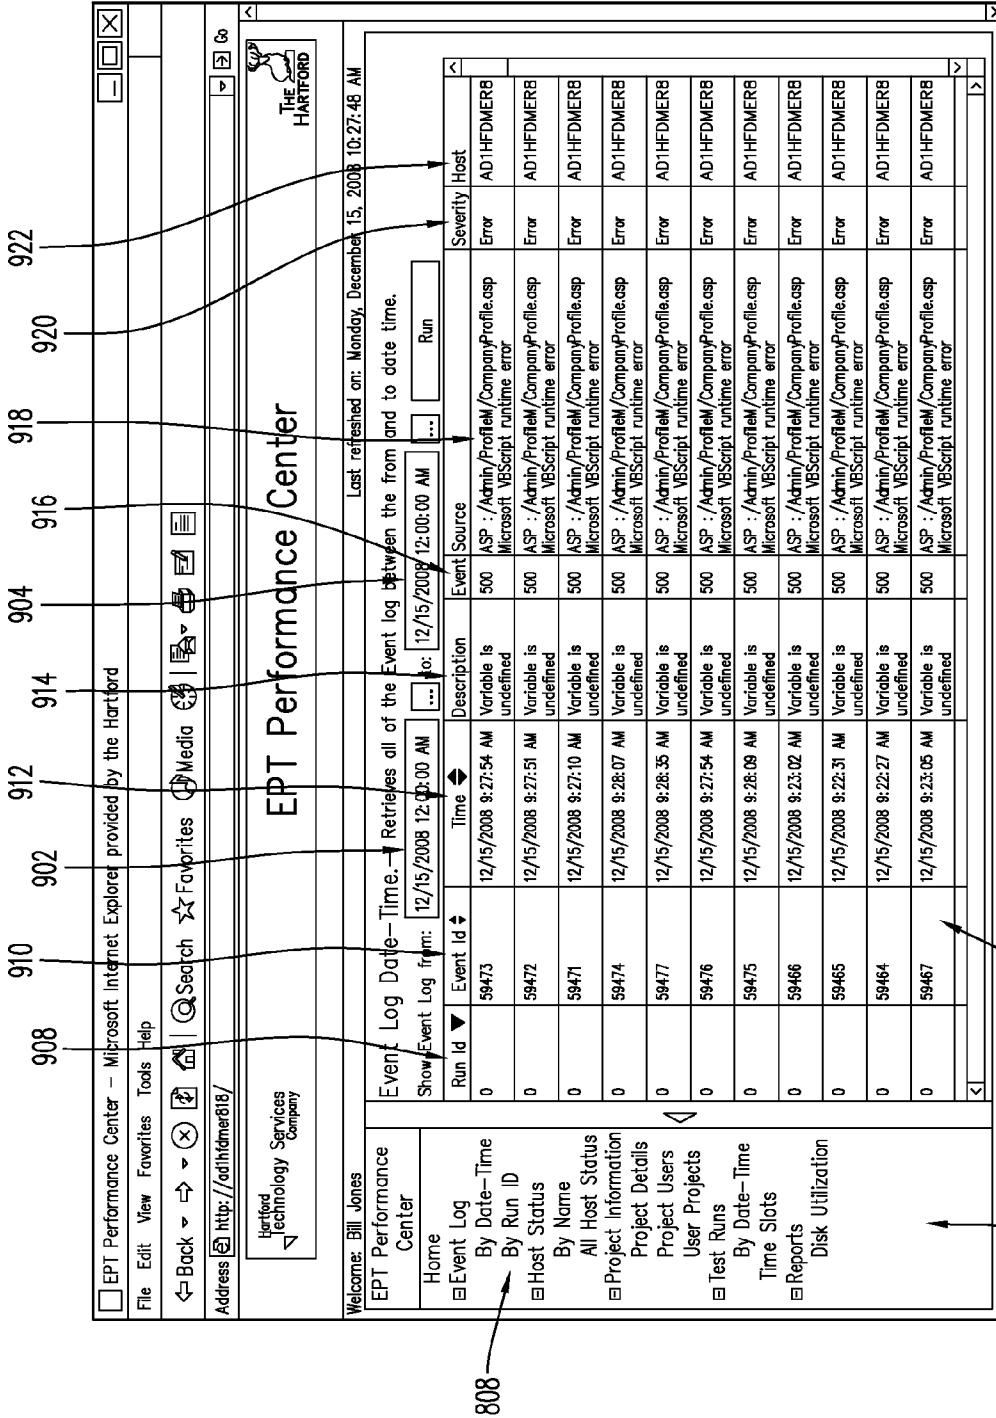 908 910 902 912 914 904 916 918 920 922
EPT Performance Center – Microsoft Internet Explorer provided by the Hartford
File Edit View Favorites Tools Help
Back Search Favorites Media
Address http://ad1hfdmer818/ Go
Hartford
Technology Services
Company
EPT Performance Center
THE
HARTFORD
Welcome: Bill Jones Last refreshed on: Monday, December 15, 2008 10:27:48 AM
EPT Performance
Center
Home
Event Log
By Date-Time
By Run ID
Host Status
By Name
All Host Status
Project Information
Project Details
Project Users
User Projects
Test Runs
By Date-Time
Time Slots
Reports
Disk Utilization
808
Event Log Date-Time. – Retrieves all of the Event log between the from and to date time.
Show Event Log from: 12/15/2008 12:00:00 AM ... to: 12/15/2008 12:00:00 AM ... Run
Run Id Event Id Time Description Event Source Severity Host
0 59473 12/15/2008 9:27:54 AM Variable is 500 ASP : /Admin/ProfileM/CompanyProfile.asp Error AD1HFDMERB
undefined Microsoft VBScript runtime error
0 59472 12/15/2008 9:27:51 AM Variable is 500 ASP : /Admin/ProfileM/CompanyProfile.asp Error AD1HFDMERB
undefined Microsoft VBScript runtime error
0 59471 12/15/2008 9:27:10 AM Variable is 500 ASP : /Admin/ProfileM/CompanyProfile.asp Error AD1HFDMERB
undefined Microsoft VBScript runtime error
0 59474 12/15/2008 9:28:07 AM Variable is 500 ASP : /Admin/ProfileM/CompanyProfile.asp Error AD1HFDMERB
undefined Microsoft VBScript runtime error
0 59477 12/15/2008 9:28:35 AM Variable is 500 ASP : /Admin/ProfileM/CompanyProfile.asp Error AD1HFDMERB
undefined Microsoft VBScript runtime error
0 59476 12/15/2008 9:27:54 AM Variable is 500 ASP : /Admin/ProfileM/CompanyProfile.asp Error AD1HFDMERB
undefined Microsoft VBScript runtime error
0 59475 12/15/2008 9:28:09 AM Variable is 500 ASP : /Admin/ProfileM/CompanyProfile.asp Error AD1HFDMERB
undefined Microsoft VBScript runtime error
0 59466 12/15/2008 9:23:02 AM Variable is 500 ASP : /Admin/ProfileM/CompanyProfile.asp Error AD1HFDMERB
undefined Microsoft VBScript runtime error
0 59465 12/15/2008 9:22:31 AM Variable is 500 ASP : /Admin/ProfileM/CompanyProfile.asp Error AD1HFDMERB
undefined Microsoft VBScript runtime error
0 59464 12/15/2008 9:22:27 AM Variable is 500 ASP : /Admin/ProfileM/CompanyProfile.asp Error AD1HFDMERB
undefined Microsoft VBScript runtime error
0 59467 12/15/2008 9:23:05 AM Variable is 500 ASP : /Admin/ProfileM/CompanyProfile.asp Error AD1HFDMERB
undefined Microsoft VBScript runtime error